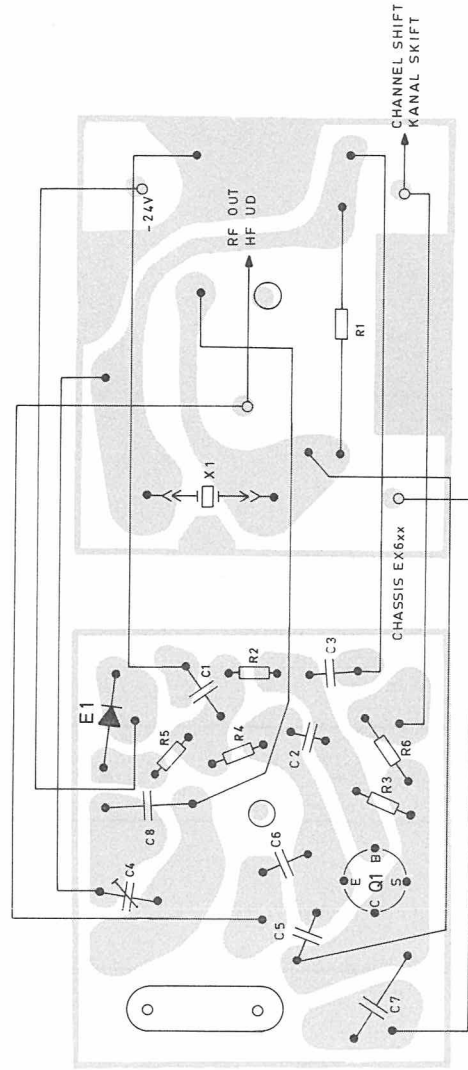 CHANNEL SHIFT
KANAL SKIFT
-24V
RF OUT
HF UD
R1
X1
CHASSIS EX6xx
E1
C1
R2
C3
R5
R4
C2
R6
R3
C8
C6
C4
C5
E
B
Q1
C
S
C7